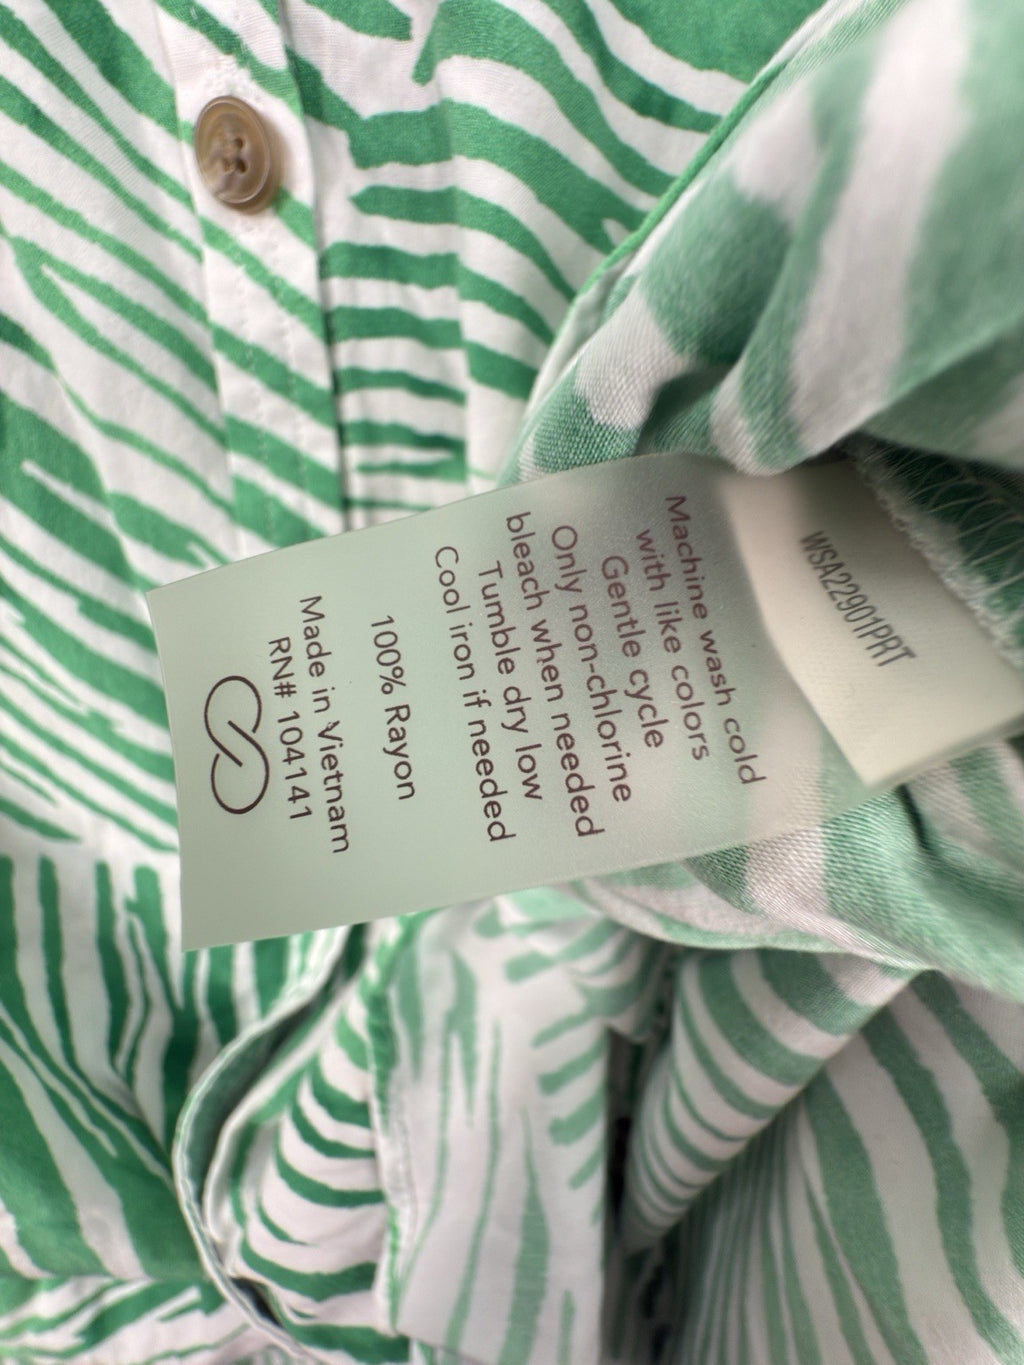 WSA22901PRT
Machine wash cold
with like colors
Gentle cycle
Only non-chlorine
bleach when needed
Tumble dry low
Cool iron if needed
100% Rayon
Made in Vietnam
RN# 104141